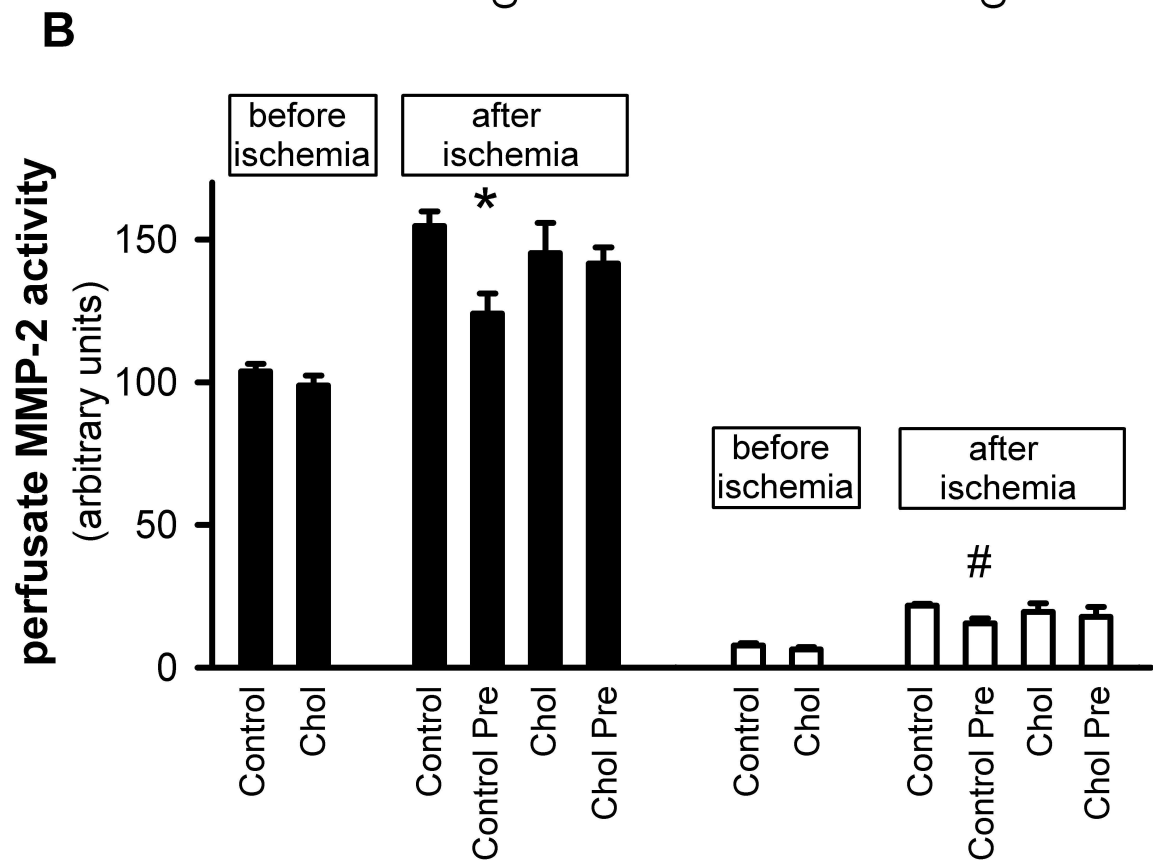 B
before
ischemia
after
ischemia
*
perfusate MMP-2 activity
(arbitrary units)
150
100
50
0
before
ischemia
after
ischemia
#
Control
Chol
Control
Control Pre
Chol
Chol Pre
Control
Chol
Control
Control Pre
Chol
Chol Pre